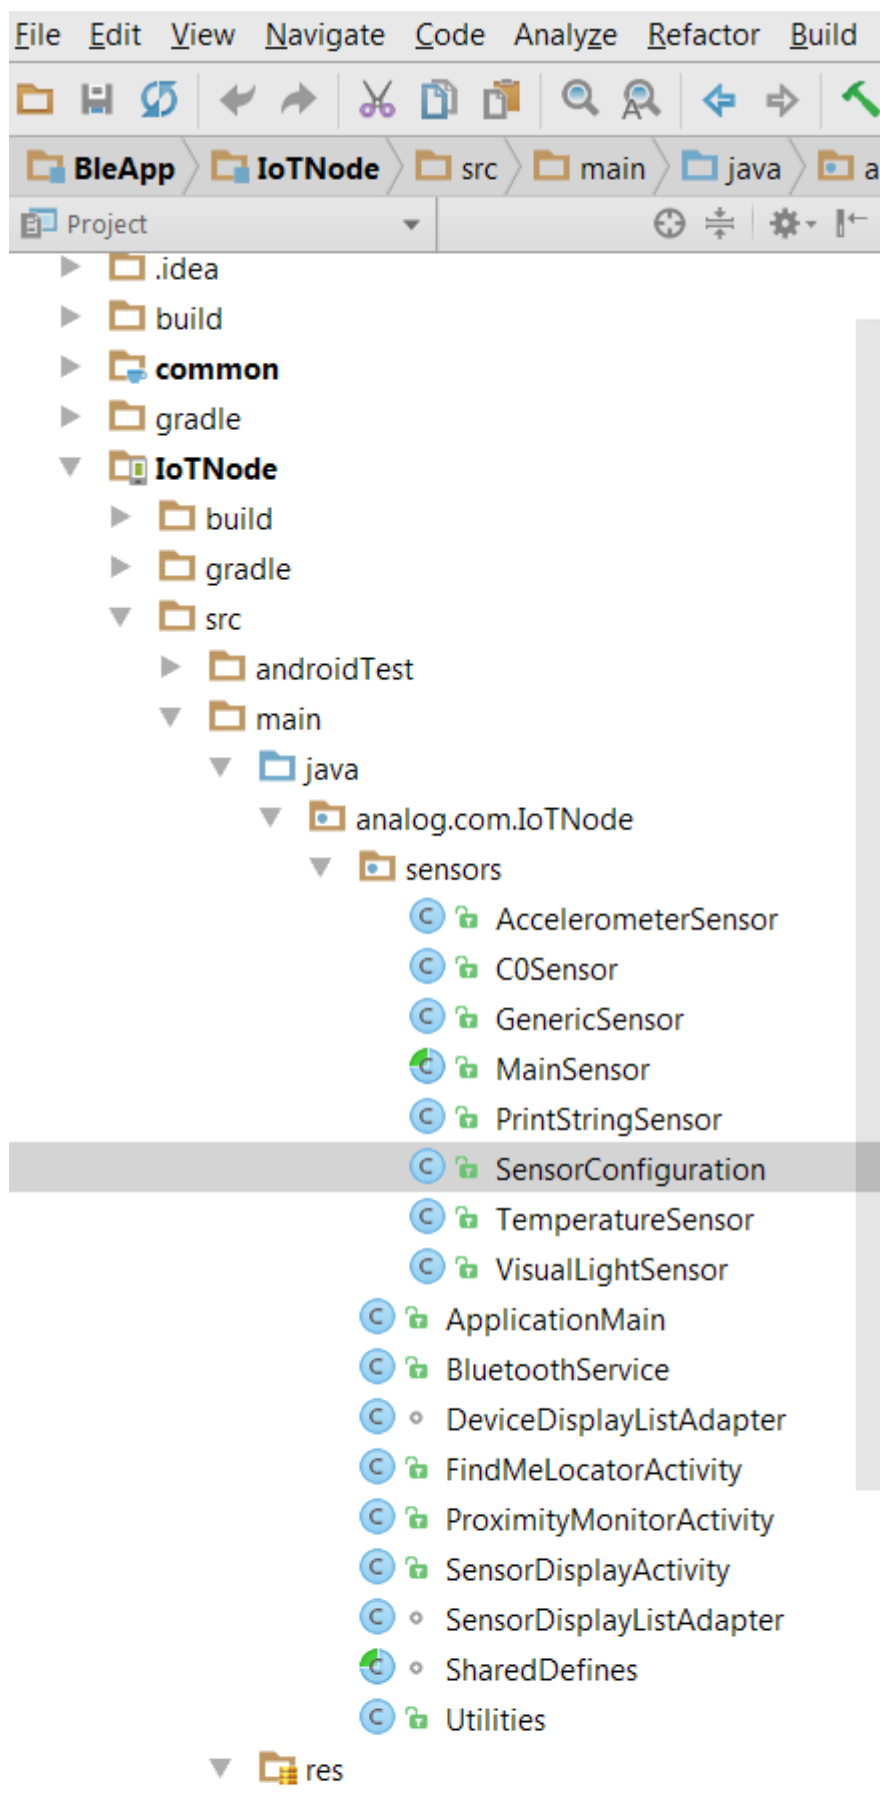 File Edit View Navigate Code Analyze Refactor Build
BleApp IoTNode src main java a
Project
.idea
build
common
gradle
IoTNode
build
gradle
src
androidTest
main
java
analog.com.IoTNode
sensors
AccelerometerSensor
C0Sensor
GenericSensor
MainSensor
PrintStringSensor
SensorConfiguration
TemperatureSensor
VisualLightSensor
ApplicationMain
BluetoothService
DeviceDisplayListAdapter
FindMeLocatorActivity
ProximityMonitorActivity
SensorDisplayActivity
SensorDisplayListAdapter
SharedDefines
Utilities
res